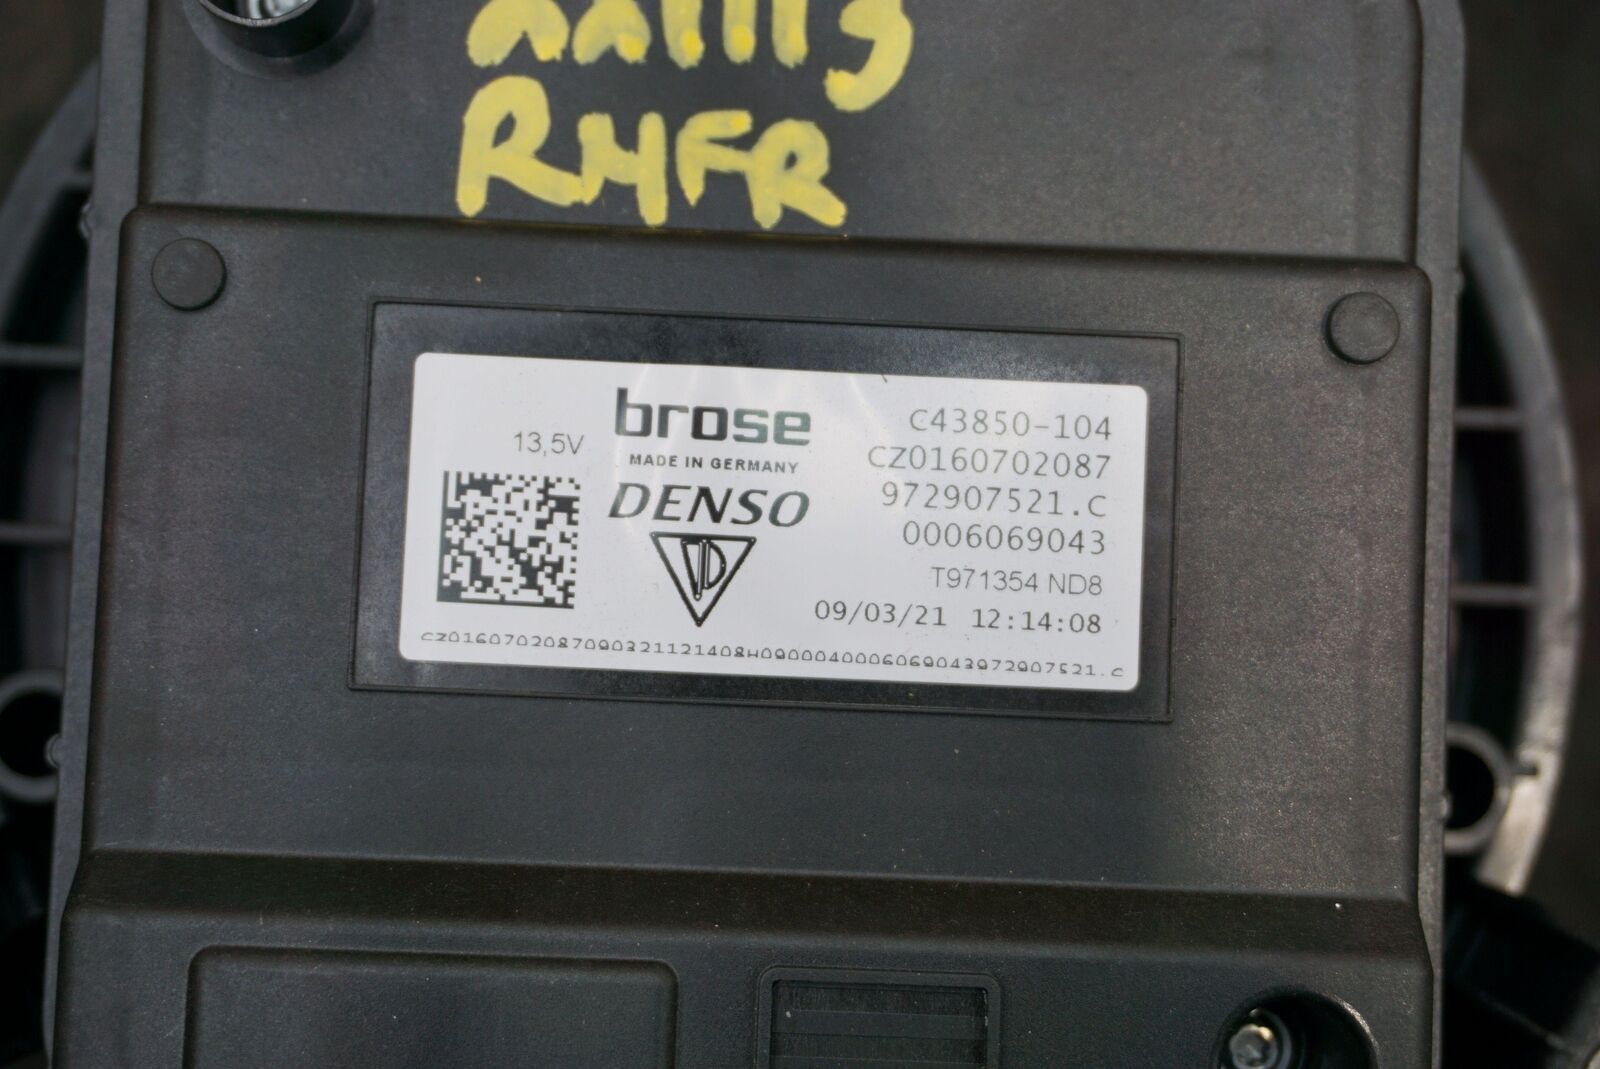 RHFR
brose
MADE IN GERMANY
13,5V
DENSO
C43850-104
CZ0160702087
972907521.C
0006069043
T971354 ND8
09/03/21 12:14:08
CZ0160702087090321121408H0900040006069043972907521.C